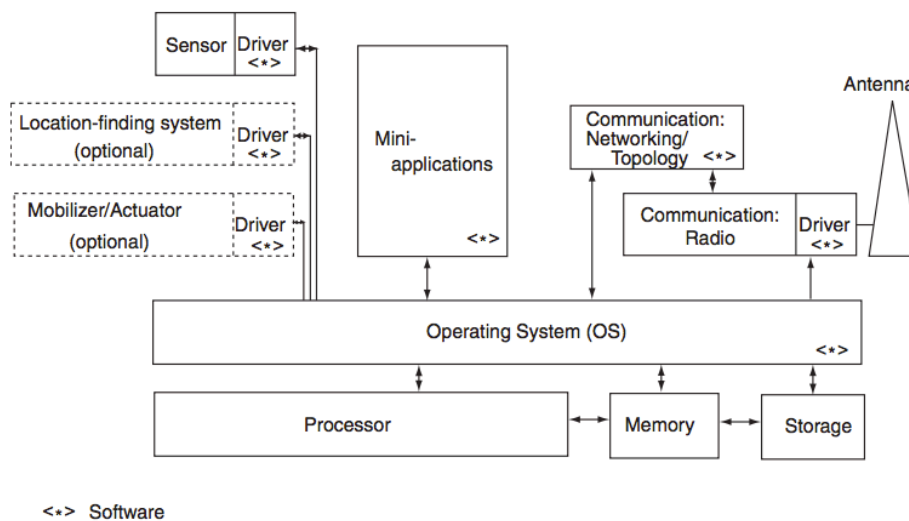 Sensor
Driver
<*>
Location-finding system
(optional)
Driver
<*>
Mobilizer/Actuator
(optional)
Driver
<*>
Mini-
applications
<*>
Communication:
Networking/
Topology
<*>
Communication:
Radio
Driver
<*>
Antenna
Operating System (OS)
<*>
Processor
Memory
Storage
<*> Software